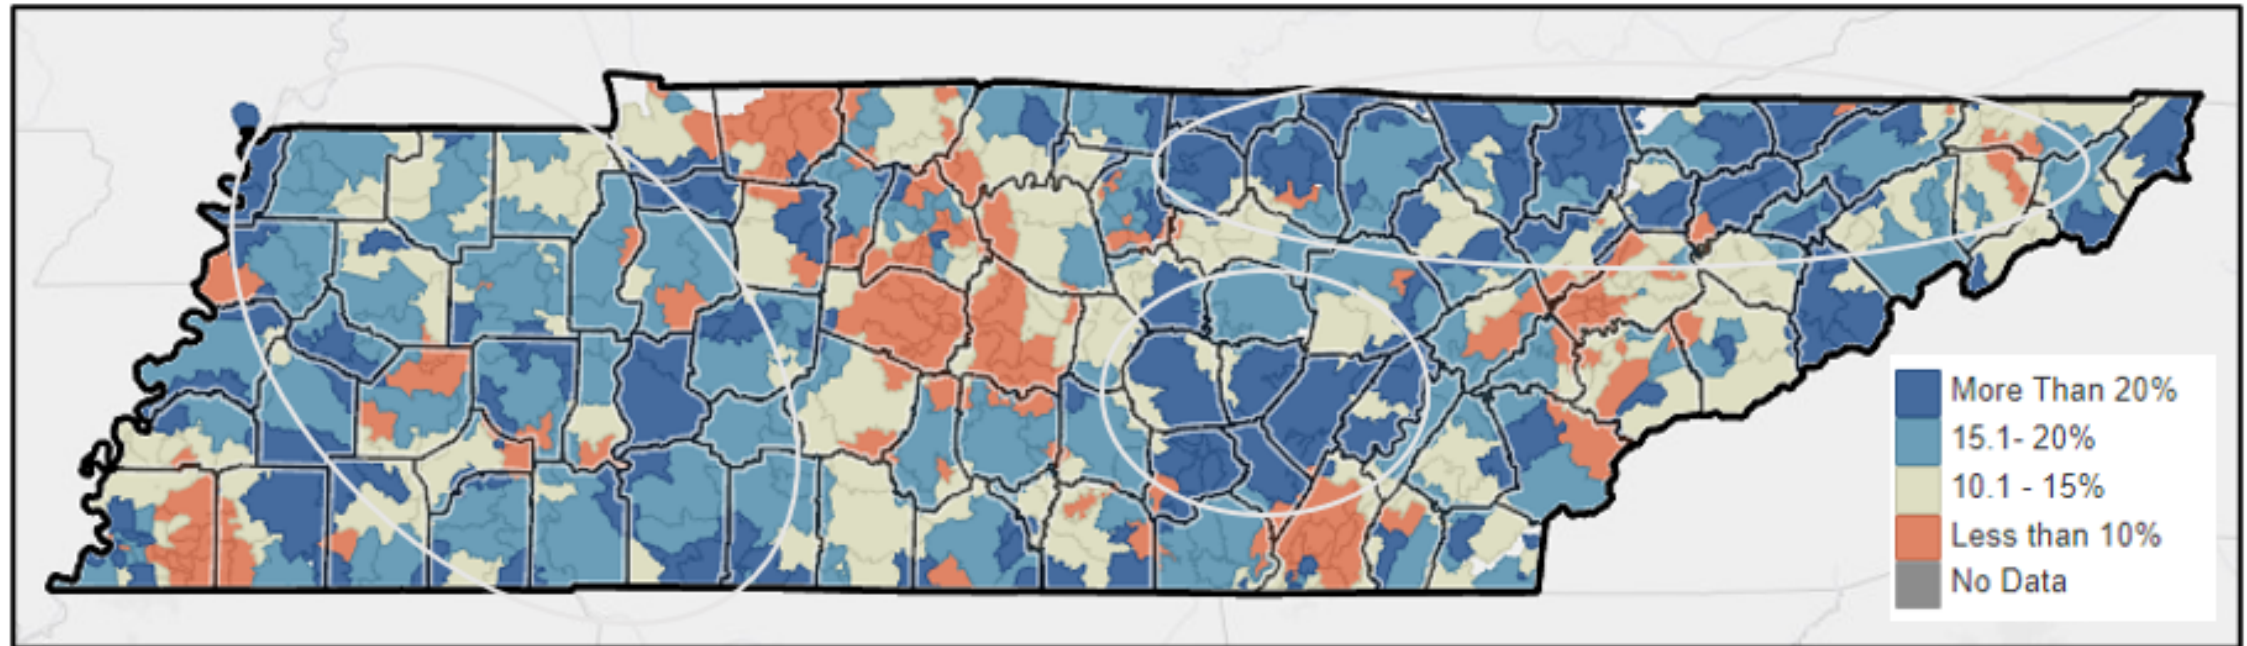 More Than 20%
15.1- 20%
10.1 - 15%
Less than 10%
No Data